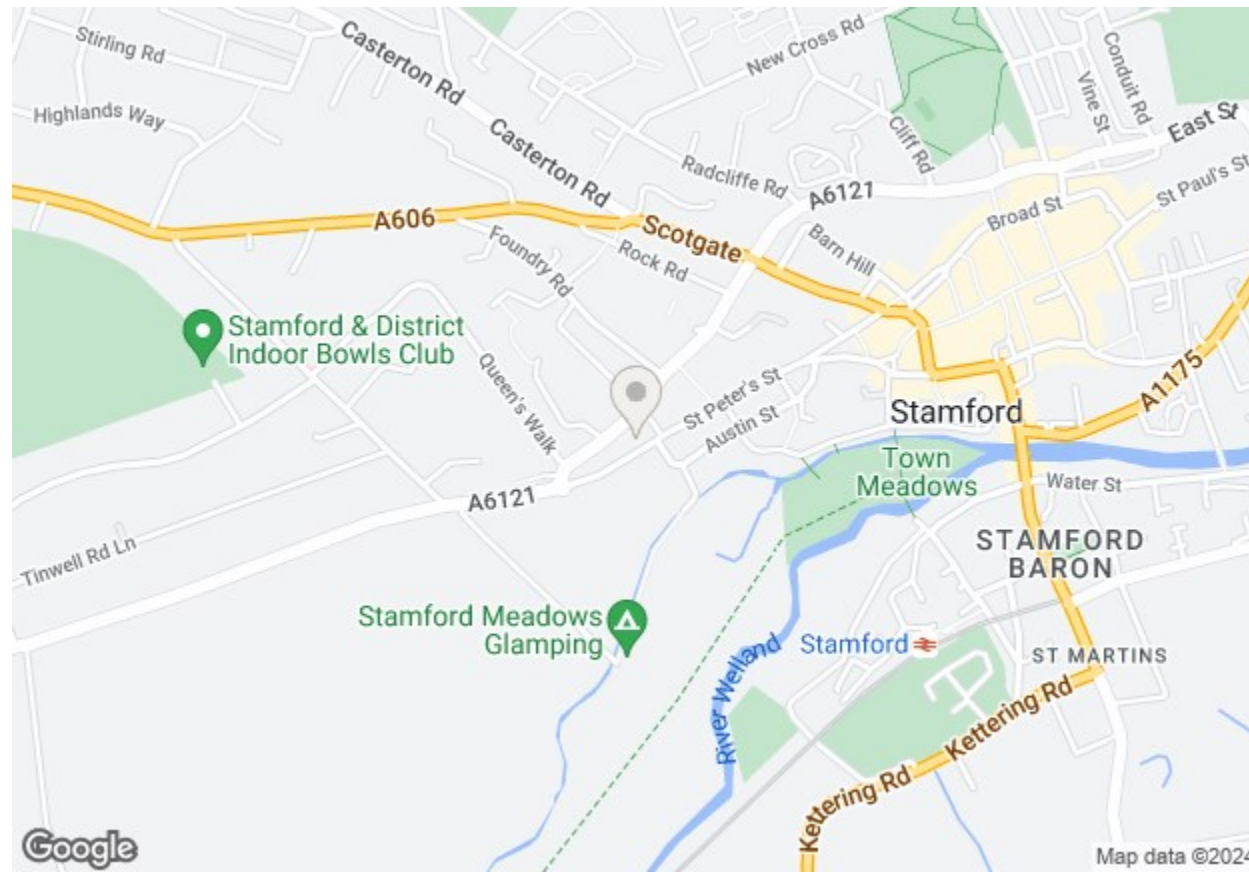 Stirling Rd
Casterton Rd
New Cross Rd
Conduit Rd
Vine St
Highlands Way
Casterton Rd
Cliff Rd
East St
Radcliffe Rd
A6121
St Paul's St
Broad St
A606
Scotgate
Barn Hill
Foundry Rd
Rock Rd
Stamford & District
Indoor Bowls Club
Queen's Walk
St Peter's St
Austin St
A1175
Stamford
Town
Meadows
Water St
A6121
Tinwell Rd Ln
STAMFORD
BARON
Stamford Meadows
Glamping
River Welland
Stamford
ST MARTINS
Kettering Rd
Kettering Rd
Google
Map data ©2024